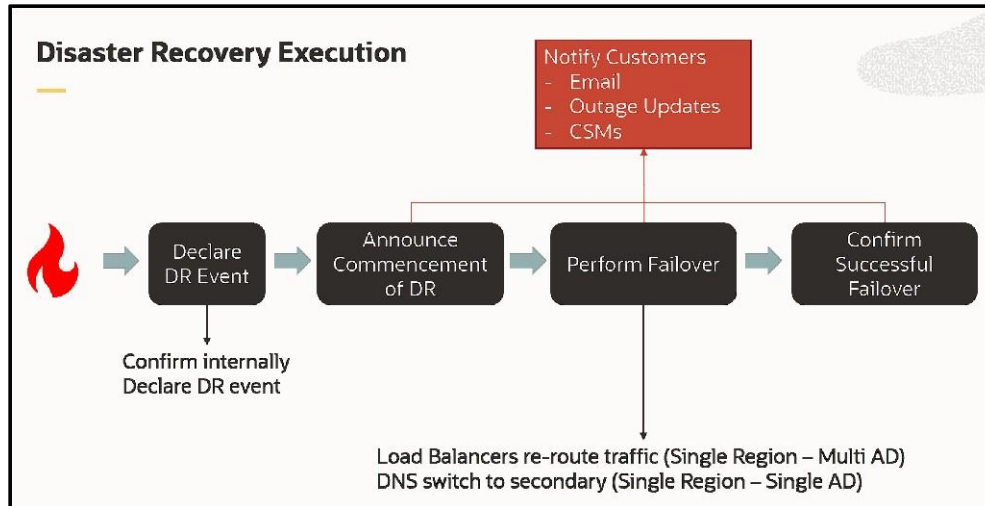 Disaster Recovery Execution
Notify Customers
- Email
- Outage Updates
- CSMs
Declare
DR Event
Announce
Commencement
of DR
Perform Failover
Confirm
Successful
Failover
Confirm internally
Declare DR event
Load Balancers re-route traffic (Single Region – Multi AD)
DNS switch to secondary (Single Region – Single AD)